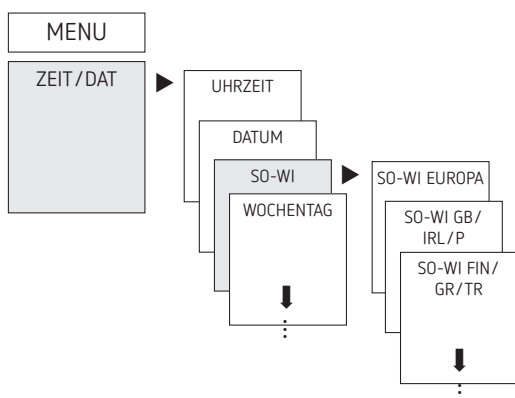 MENU
ZEIT/DAT
UHRZEIT
DATUM
SO-WI
WOCHENTAG
SO-WI EUROPA
SO-WI GB/
IRL/P
SO-WI FIN/
GR/TR